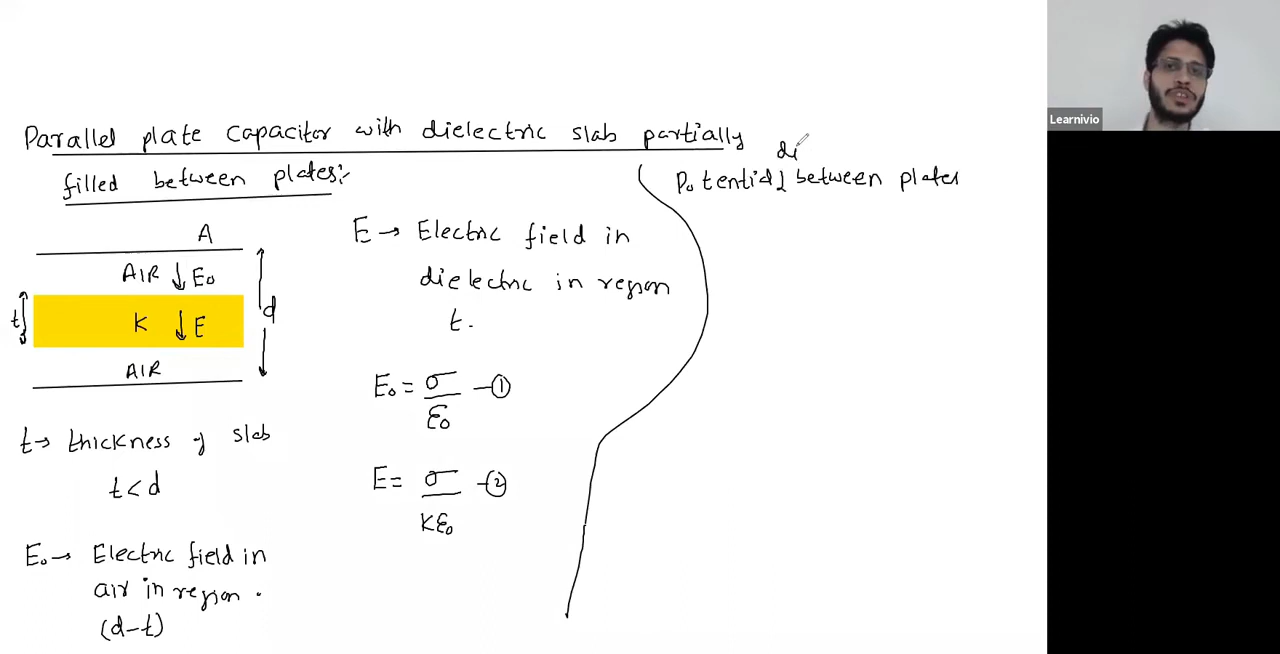 Parallel plate capacitor with dielectric slab partially
filled between plates:
A
AIR ↓ E₀
t
K ↓ E
d
AIR
t → thickness of slab
t < d
E₀ → Electric field in
air in region .
(d-t)
E → Electric field in
dielectric in region
t.
E₀ = σ/ε₀ - ①
E = σ/Kε₀ - ②
di
Potential between plates
Learnivio